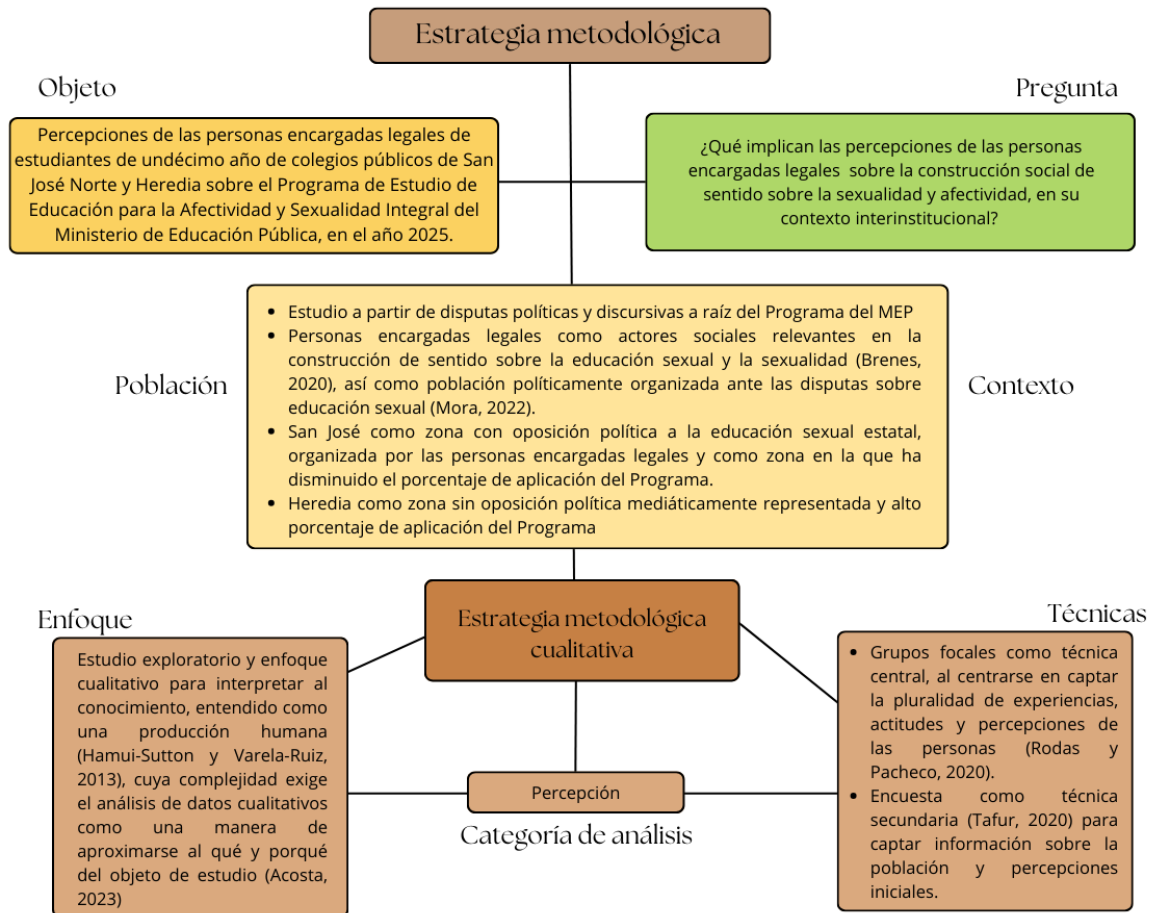 Estrategia metodológica
Objeto
Percepciones de las personas encargadas legales de
estudiantes de undécimo año de colegios públicos de San
José Norte y Heredia sobre el Programa de Estudio de
Educación para la Afectividad y Sexualidad Integral del
Ministerio de Educación Pública, en el año 2025.
Pregunta
¿Qué implican las percepciones de las personas
encargadas legales sobre la construcción social de
sentido sobre la sexualidad y afectividad, en su
contexto interinstitucional?
Población
• Estudio a partir de disputas políticas y discursivas a raíz del Programa del MEP
• Personas encargadas legales como actores sociales relevantes en la
construcción de sentido sobre la educación sexual y la sexualidad (Brenes,
2020), así como población políticamente organizada ante las disputas sobre
educación sexual (Mora, 2022).
• San José como zona con oposición política a la educación sexual estatal,
organizada por las personas encargadas legales y como zona en la que ha
disminuido el porcentaje de aplicación del Programa.
• Heredia como zona sin oposición política mediáticamente representada y alto
porcentaje de aplicación del Programa
Contexto
Estrategia metodológica
cualitativa
Enfoque
Estudio exploratorio y enfoque
cualitativo para interpretar al
conocimiento, entendido como
una producción humana
(Hamui-Sutton y Varela-Ruiz,
2013), cuya complejidad exige
el análisis de datos cualitativos
como una manera de
aproximarse al qué y porqué
del objeto de estudio (Acosta,
2023)
Percepción
Categoría de análisis
Técnicas
• Grupos focales como técnica
central, al centrarse en captar
la pluralidad de experiencias,
actitudes y percepciones de
las personas (Rodas y
Pacheco, 2020).
• Encuesta como técnica
secundaria (Tafur, 2020) para
captar información sobre la
población y percepciones
iniciales.